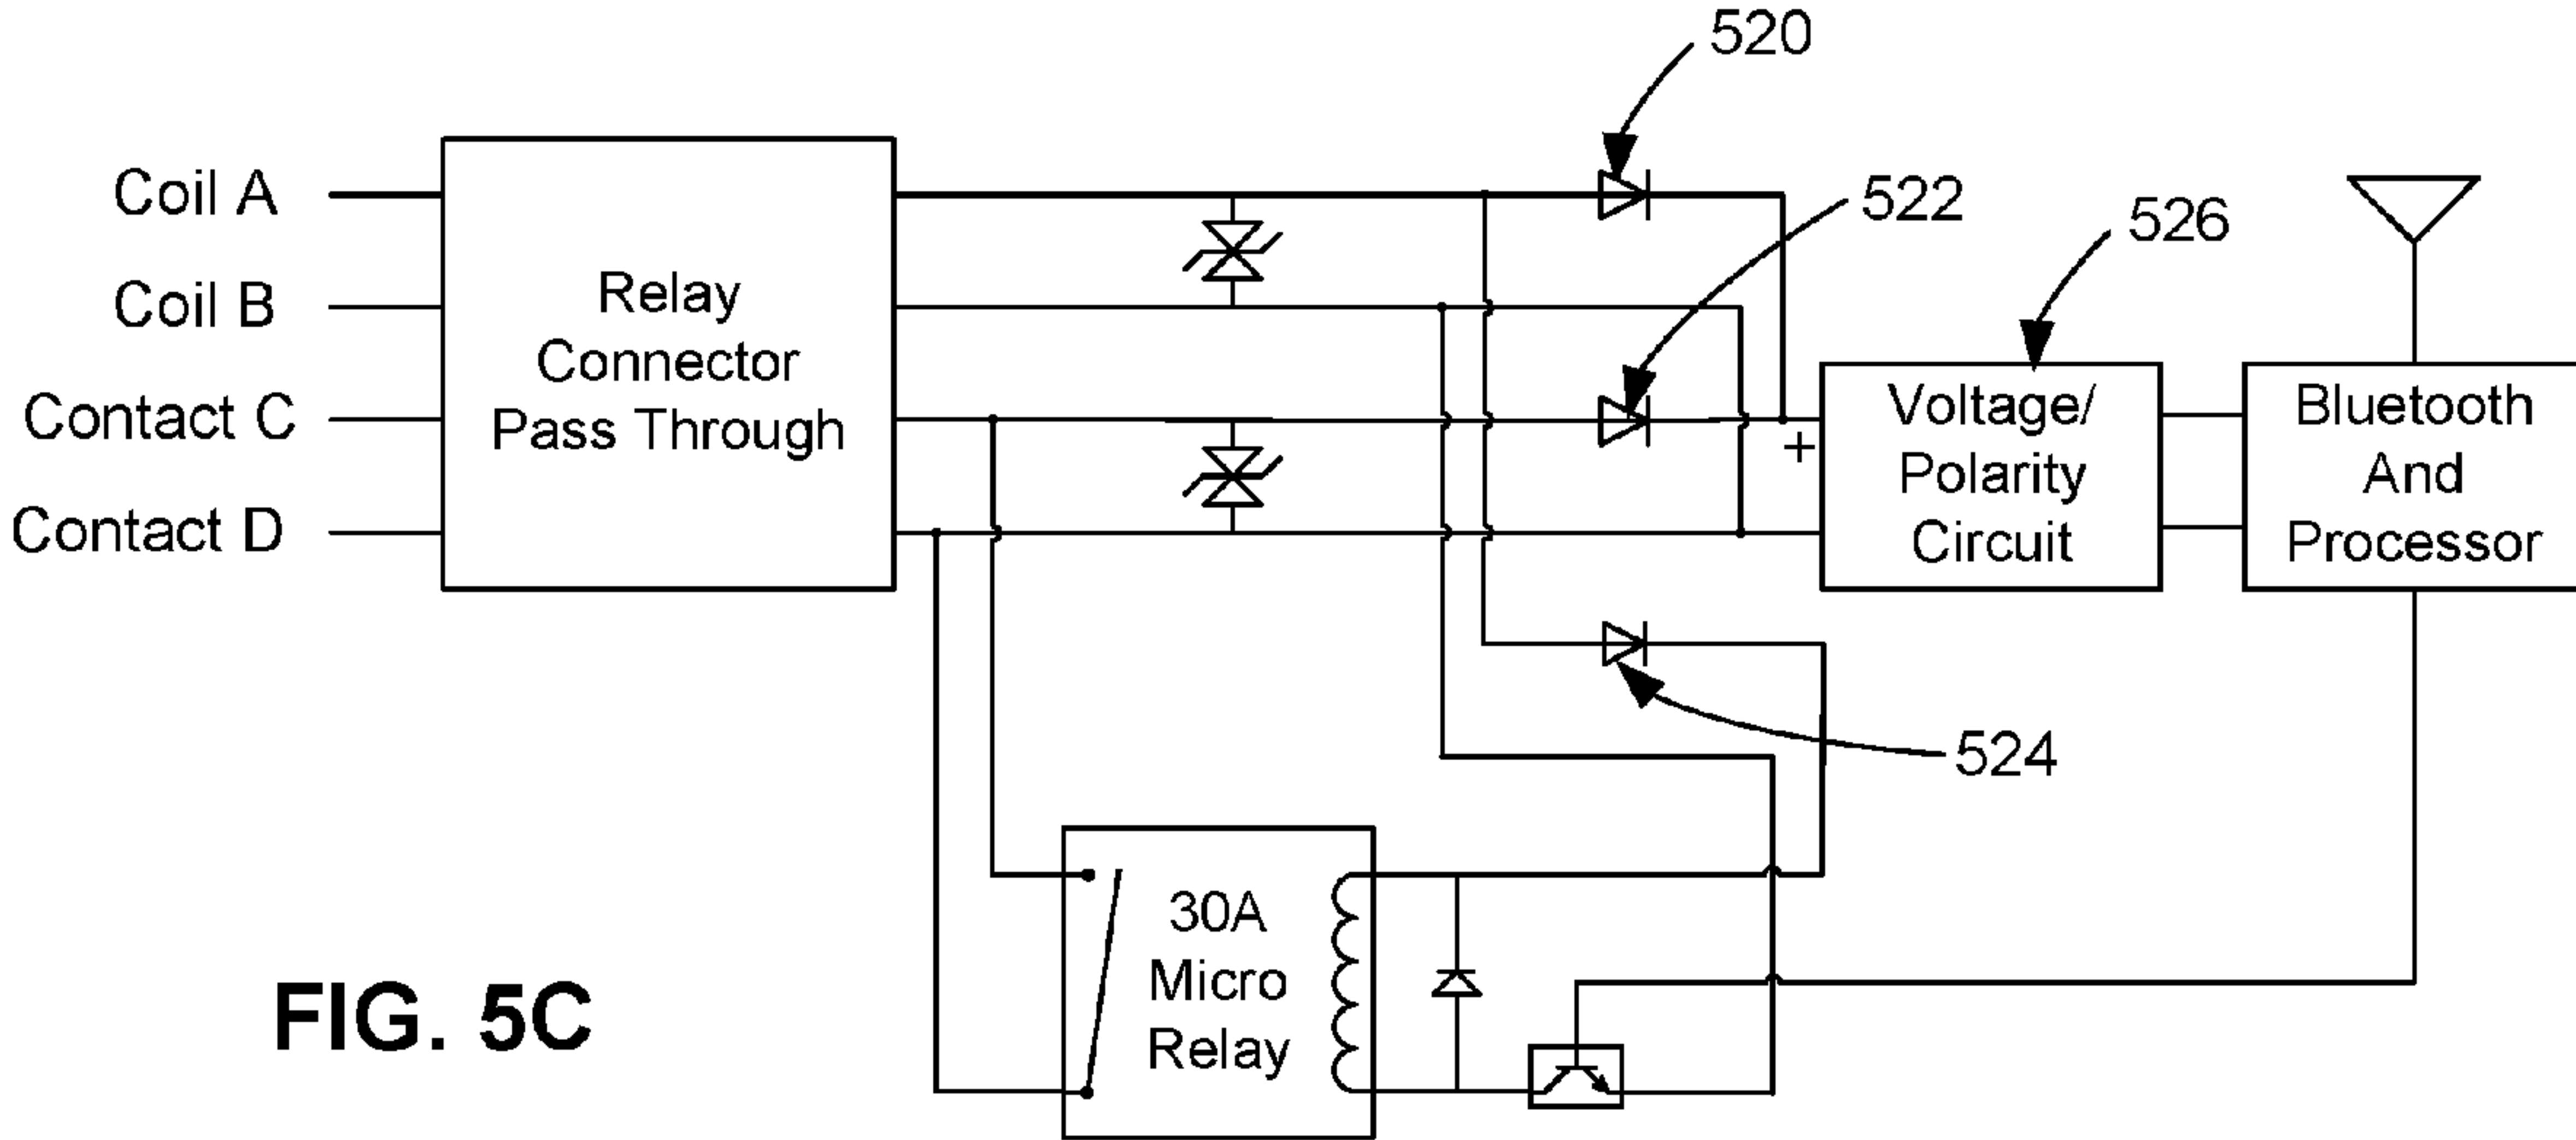 520
522
526
Coil A
Coil B
Contact C
Contact D
Relay
Connector
Pass Through
+
Voltage/
Polarity
Circuit
Bluetooth
And
Processor
524
30A
Micro
Relay
FIG. 5C